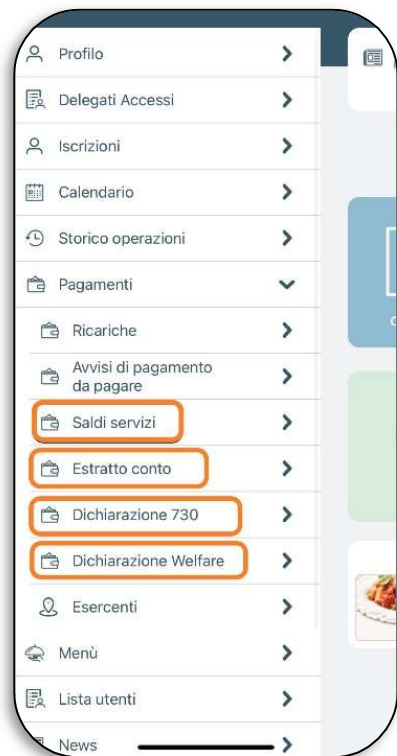 Profilo
Delegati Accessi
Iscrizioni
Calendario
Storico operazioni
Pagamenti
Ricariche
Avvisi di pagamento
da pagare
Saldi servizi
Estratto conto
Dichiarazione 730
Dichiarazione Welfare
Esercenti
Menù
Lista utenti
News